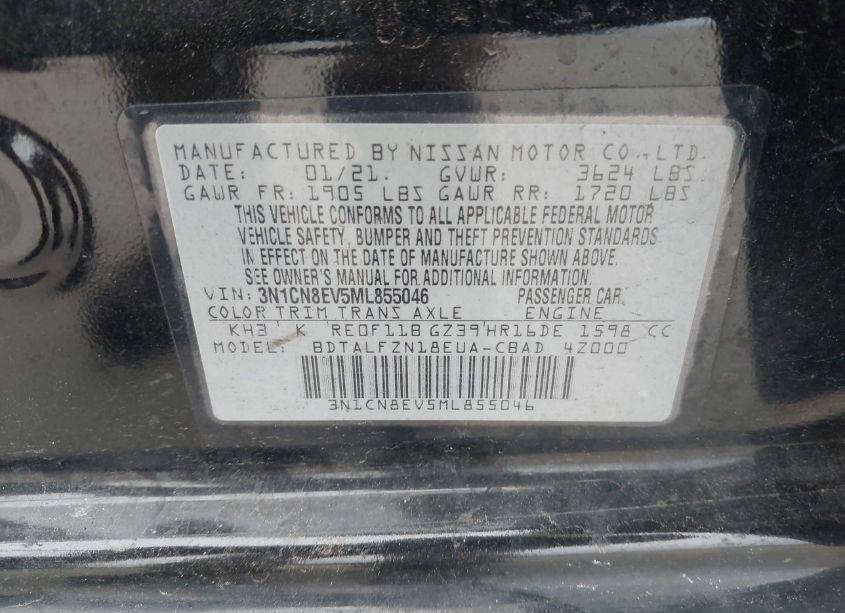 MANUFACTURED BY NISSAN MOTOR CO., LTD.
DATE: 01/21. GVWR: 3624 LBS
GAWR FR: 1905 LBS GAWR RR: 1720 LBS
THIS VEHICLE CONFORMS TO ALL APPLICABLE FEDERAL MOTOR
VEHICLE SAFETY, BUMPER AND THEFT PREVENTION STANDARDS
IN EFFECT ON THE DATE OF MANUFACTURE SHOWN ABOVE.
SEE OWNER'S MANUAL FOR ADDITIONAL INFORMATION.
VIN: 3N1CN8EV5ML855046 PASSENGER CAR
COLOR TRIM TRANS AXLE ENGINE
KH3 K RE0F11B GZ39 HR16DE 1598 CC
MODEL: BDTALFZN18EUA-CBAD 4Z000
3N1CN8EV5ML855046